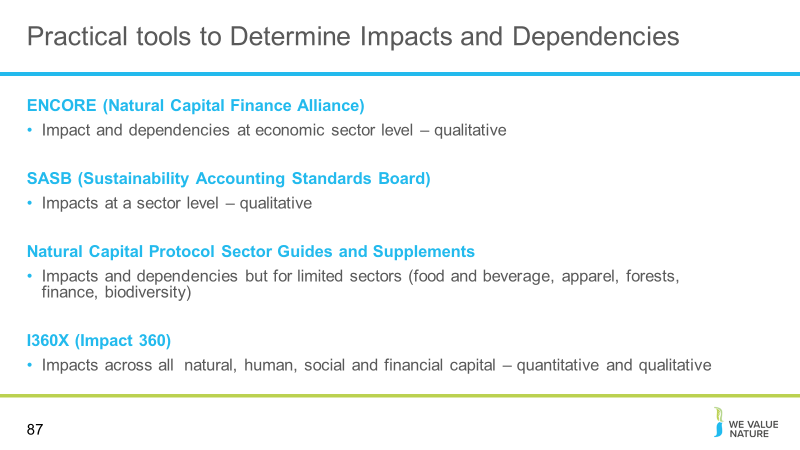 Practical tools to Determine Impacts and Dependencies
ENCORE (Natural Capital Finance Alliance)
• Impact and dependencies at economic sector level – qualitative
SASB (Sustainability Accounting Standards Board)
• Impacts at a sector level – qualitative
Natural Capital Protocol Sector Guides and Supplements
• Impacts and dependencies but for limited sectors (food and beverage, apparel, forests,
finance, biodiversity)
I360X (Impact 360)
• Impacts across all natural, human, social and financial capital – quantitative and qualitative
87
WE VALUE
NATURE